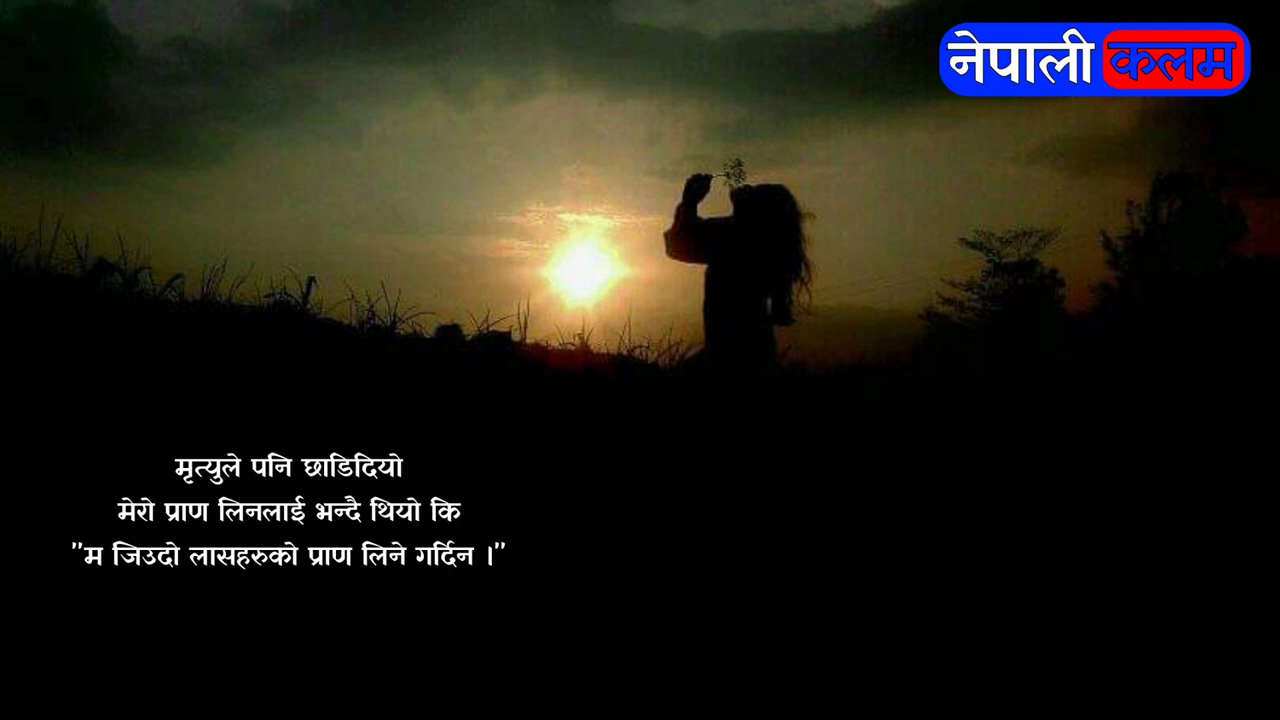 नेपाली कलम
मृत्युले पनि छाडिदियो
मेरो प्राण लिनलाई भन्दै थियो कि
"म जिउदो लासहरुको प्राण लिने गर्दिन ।"